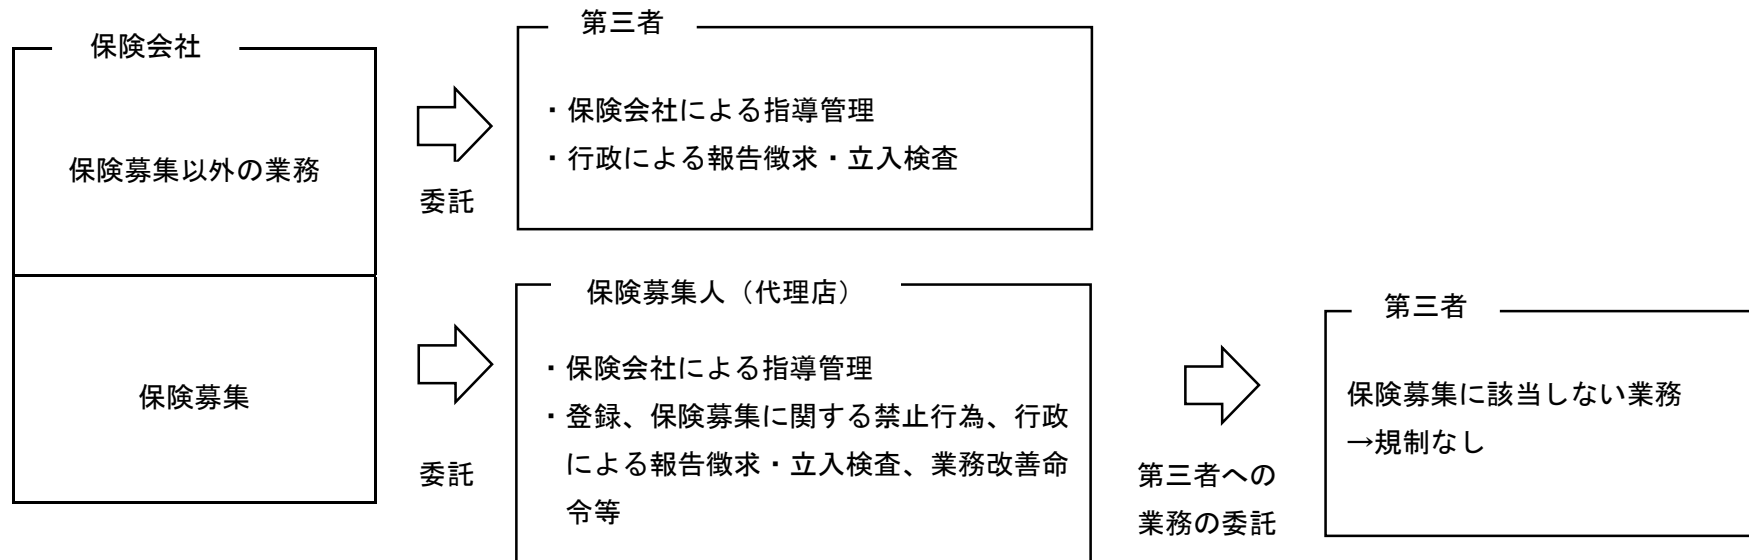 保険会社
保険募集以外の業務
保険募集
委託
第三者
・保険会社による指導管理
・行政による報告徴求・立入検査
委託
保険募集人（代理店）
・保険会社による指導管理
・登録、保険募集に関する禁止行為、行政
による報告徴求・立入検査、業務改善命
令等
第三者への
業務の委託
第三者
保険募集に該当しない業務
→規制なし